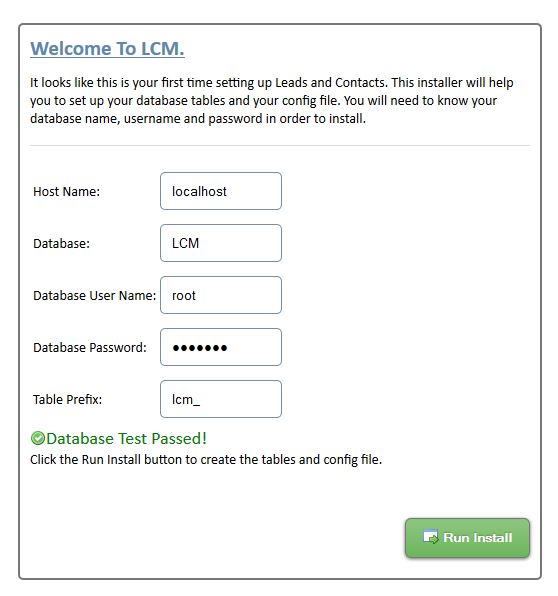 Welcome To LCM.
It looks like this is your first time setting up Leads and Contacts. This installer will help
you to set up your database tables and your config file. You will need to know your
database name, username and password in order to install.
Host Name: localhost
Database: LCM
Database User Name: root
Database Password: •••••••
Table Prefix: lcm_
Database Test Passed!
Click the Run Install button to create the tables and config file.
Run Install